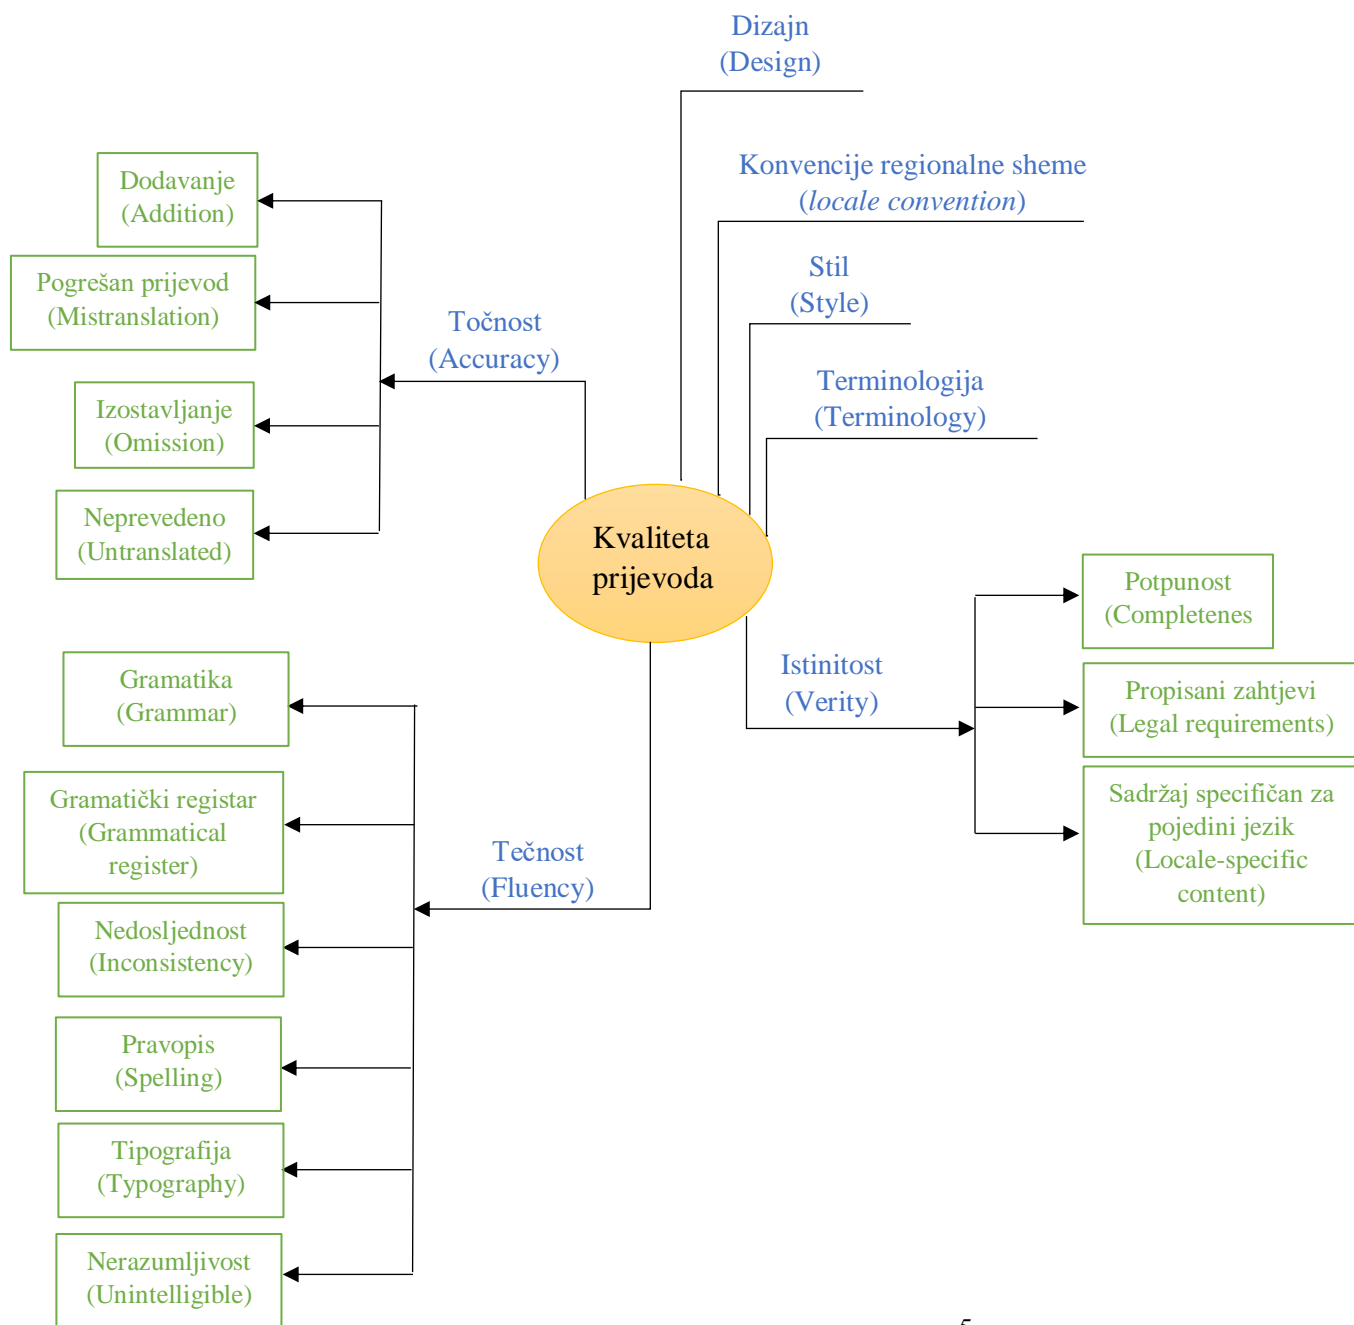 Dizajn
(Design)
Konvencije regionalne sheme
(locale convention)
Stil
(Style)
Terminologija
(Terminology)
Točnost
(Accuracy)
Dodavanje
(Addition)
Pogrešan prijevod
(Mistranslation)
Izostavljanje
(Omission)
Neprevedeno
(Untranslated)
Kvaliteta
prijevoda
Istinitost
(Verity)
Potpunost
(Completenes
Propisani zahtjevi
(Legal requirements)
Sadržaj specifičan za
pojedini jezik
(Locale-specific
content)
Tečnost
(Fluency)
Gramatika
(Grammar)
Gramatički registar
(Grammatical
register)
Nedosljednost
(Inconsistency)
Pravopis
(Spelling)
Tipografija
(Typography)
Nerazumljivost
(Unintelligible)
5